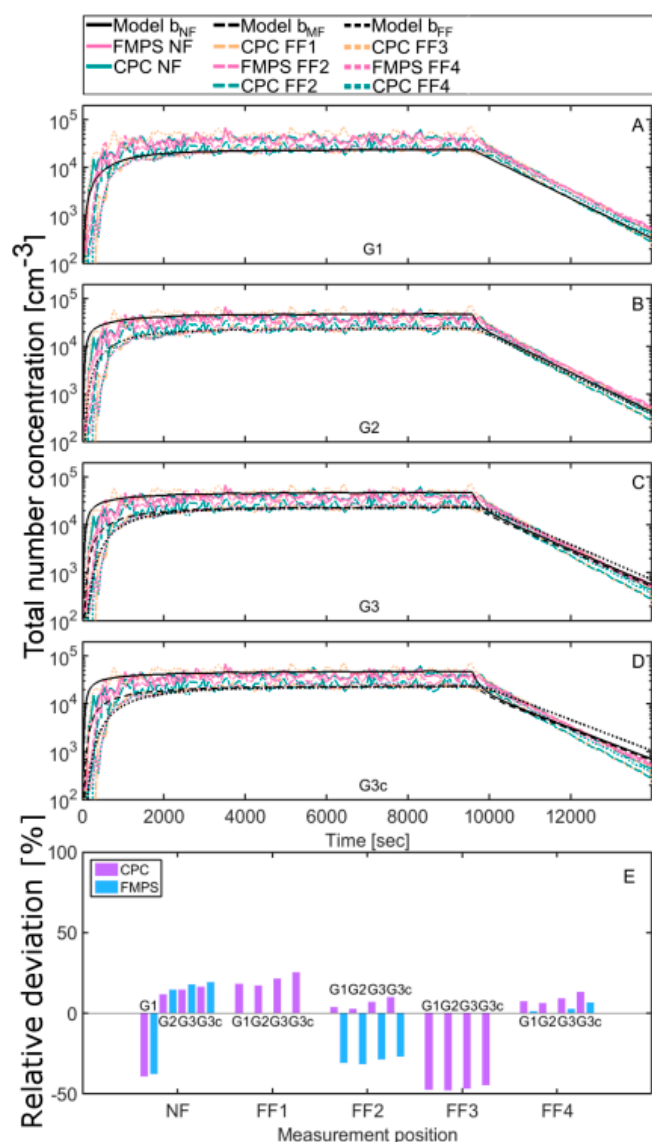 Model bNF Model bMF Model bFF
FMPS NF CPC FF1 CPC FF3
CPC NF FMPS FF2 FMPS FF4
CPC FF2 CPC FF4
Total number concentration [cm-3]
10^5
10^4
10^3
10^2
A
G1
10^5
10^4
10^3
10^2
B
G2
10^5
10^4
10^3
10^2
C
G3
10^5
10^4
10^3
10^2
D
G3c
0 2000 4000 6000 8000 10000 12000
Time [sec]
Relative deviation [%]
100
50
0
-50
CPC
FMPS
E
G1
G2G3G3c
G1G2G3G3c
G1G2G3G3c
G1G2G3G3c
G1G2G3G3c
NF FF1 FF2 FF3 FF4
Measurement position